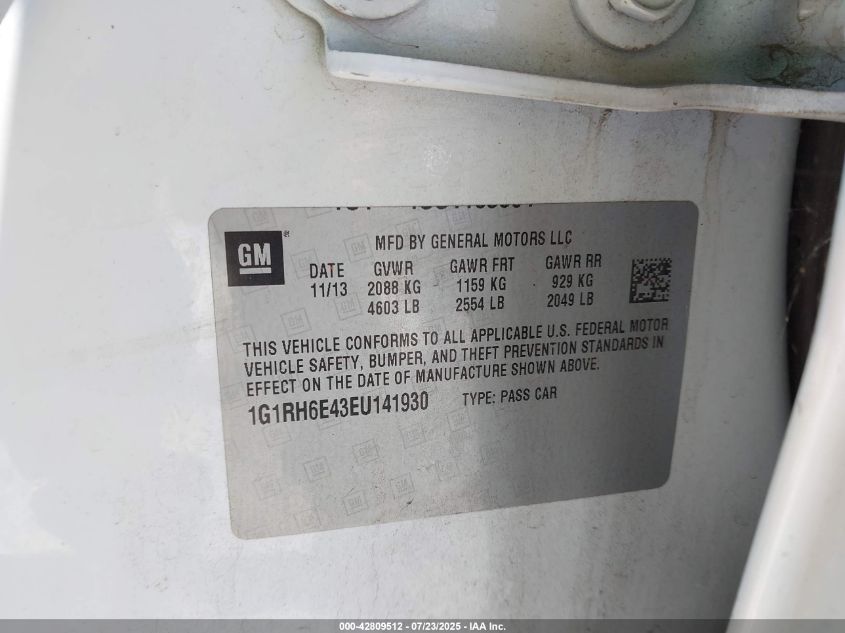 GM
MFD BY GENERAL MOTORS LLC
DATE GVWR GAWR FRT GAWR RR
11/13 2088 KG 1159 KG 929 KG
4603 LB 2554 LB 2049 LB
THIS VEHICLE CONFORMS TO ALL APPLICABLE U.S. FEDERAL MOTOR
VEHICLE SAFETY, BUMPER, AND THEFT PREVENTION STANDARDS IN
EFFECT ON THE DATE OF MANUFACTURE SHOWN ABOVE.
1G1RH6E43EU141930 TYPE: PASS CAR
000-42809512 - 07/23/2025 - IAA Inc.